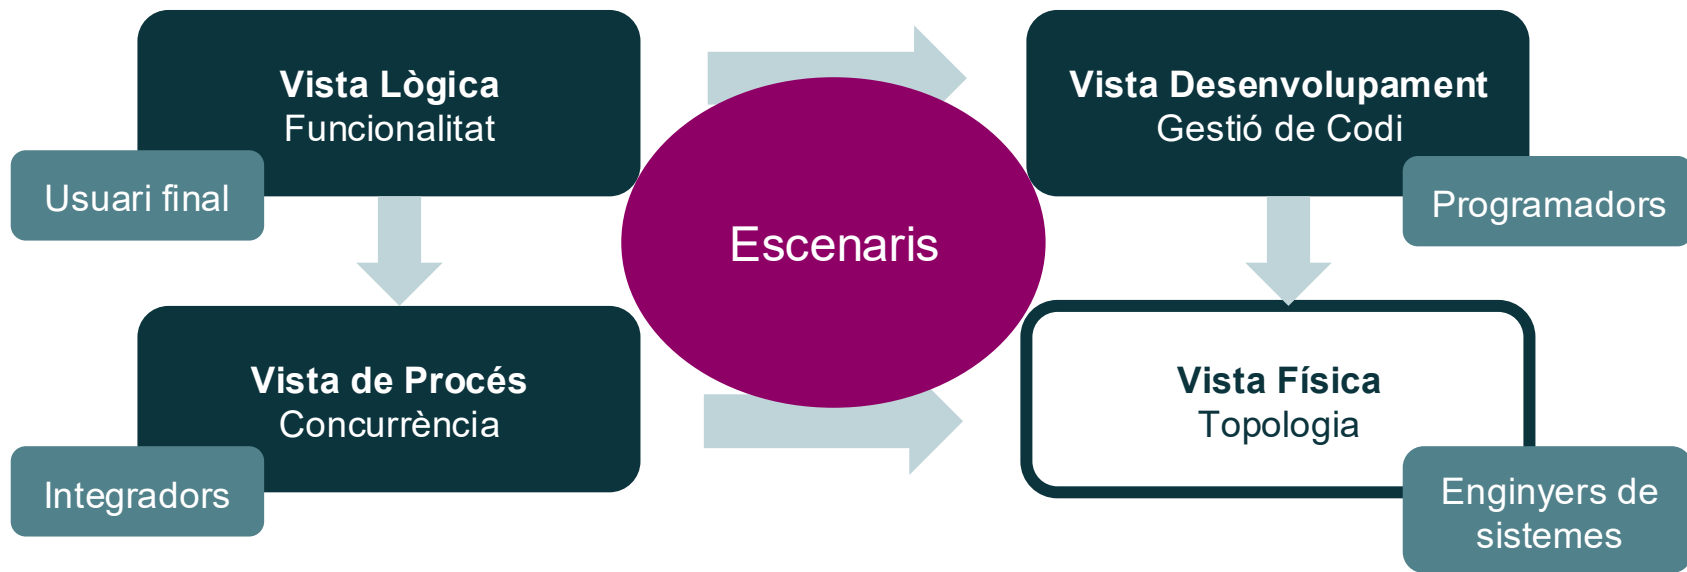 Vista Lògica
Funcionalitat
Usuari final
Vista Desenvolupament
Gestió de Codi
Programadors
Escenaris
Vista de Procés
Concurrència
Integradors
Vista Física
Topologia
Enginyers de
sistemes